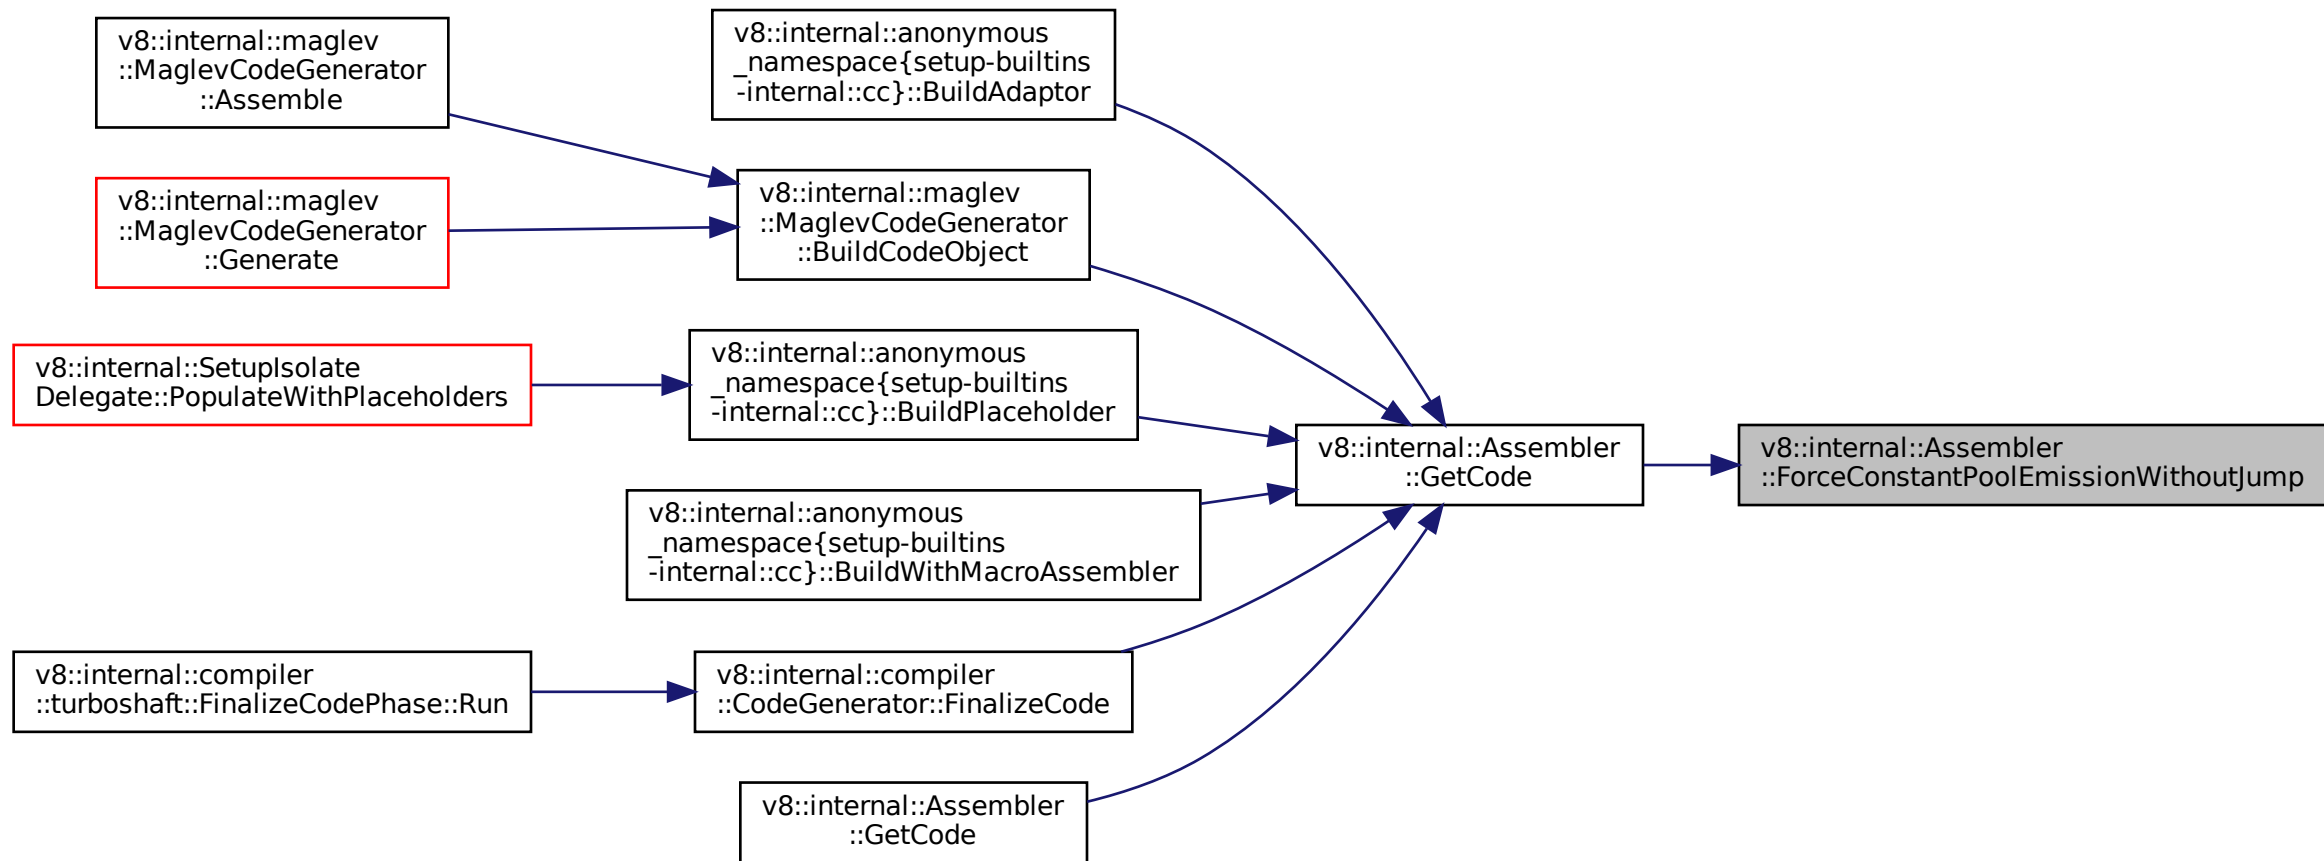 v8::internal::maglev
::MaglevCodeGenerator
::Assemble
v8::internal::maglev
::MaglevCodeGenerator
::Generate
v8::internal::SetupIsolate
Delegate::PopulateWithPlaceholders
v8::internal::compiler
::turboshaft::FinalizeCodePhase::Run
v8::internal::anonymous
_namespace{setup-builtins
-internal::cc}::BuildAdaptor
v8::internal::maglev
::MaglevCodeGenerator
::BuildCodeObject
v8::internal::anonymous
_namespace{setup-builtins
-internal::cc}::BuildPlaceholder
v8::internal::anonymous
_namespace{setup-builtins
-internal::cc}::BuildWithMacroAssembler
v8::internal::compiler
::CodeGenerator::FinalizeCode
v8::internal::Assembler
::GetCode
v8::internal::Assembler
::GetCode
v8::internal::Assembler
::ForceConstantPoolEmissionWithoutJump